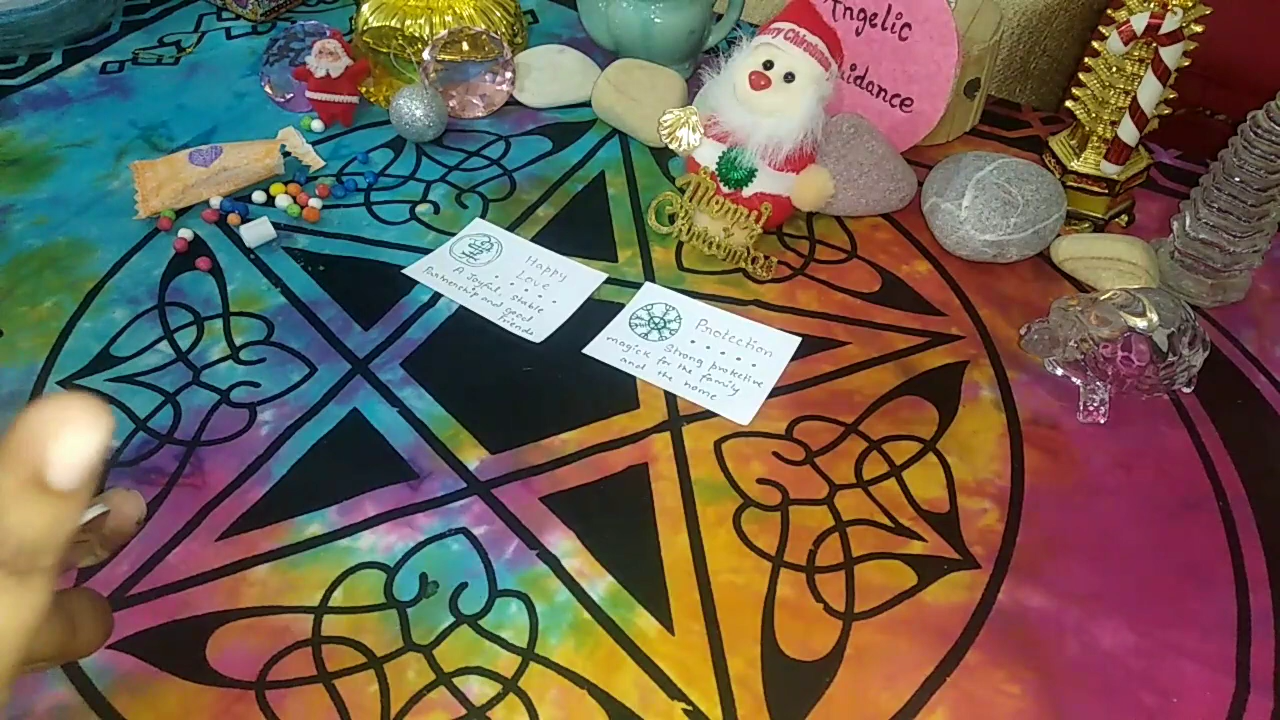 Angelic
Guidance
Merry Christmas
Merry Christmas
Happy
Love
A Joyful, stable
Partnership and good
friends
Protection
Strong protective
magick for the family
and the home